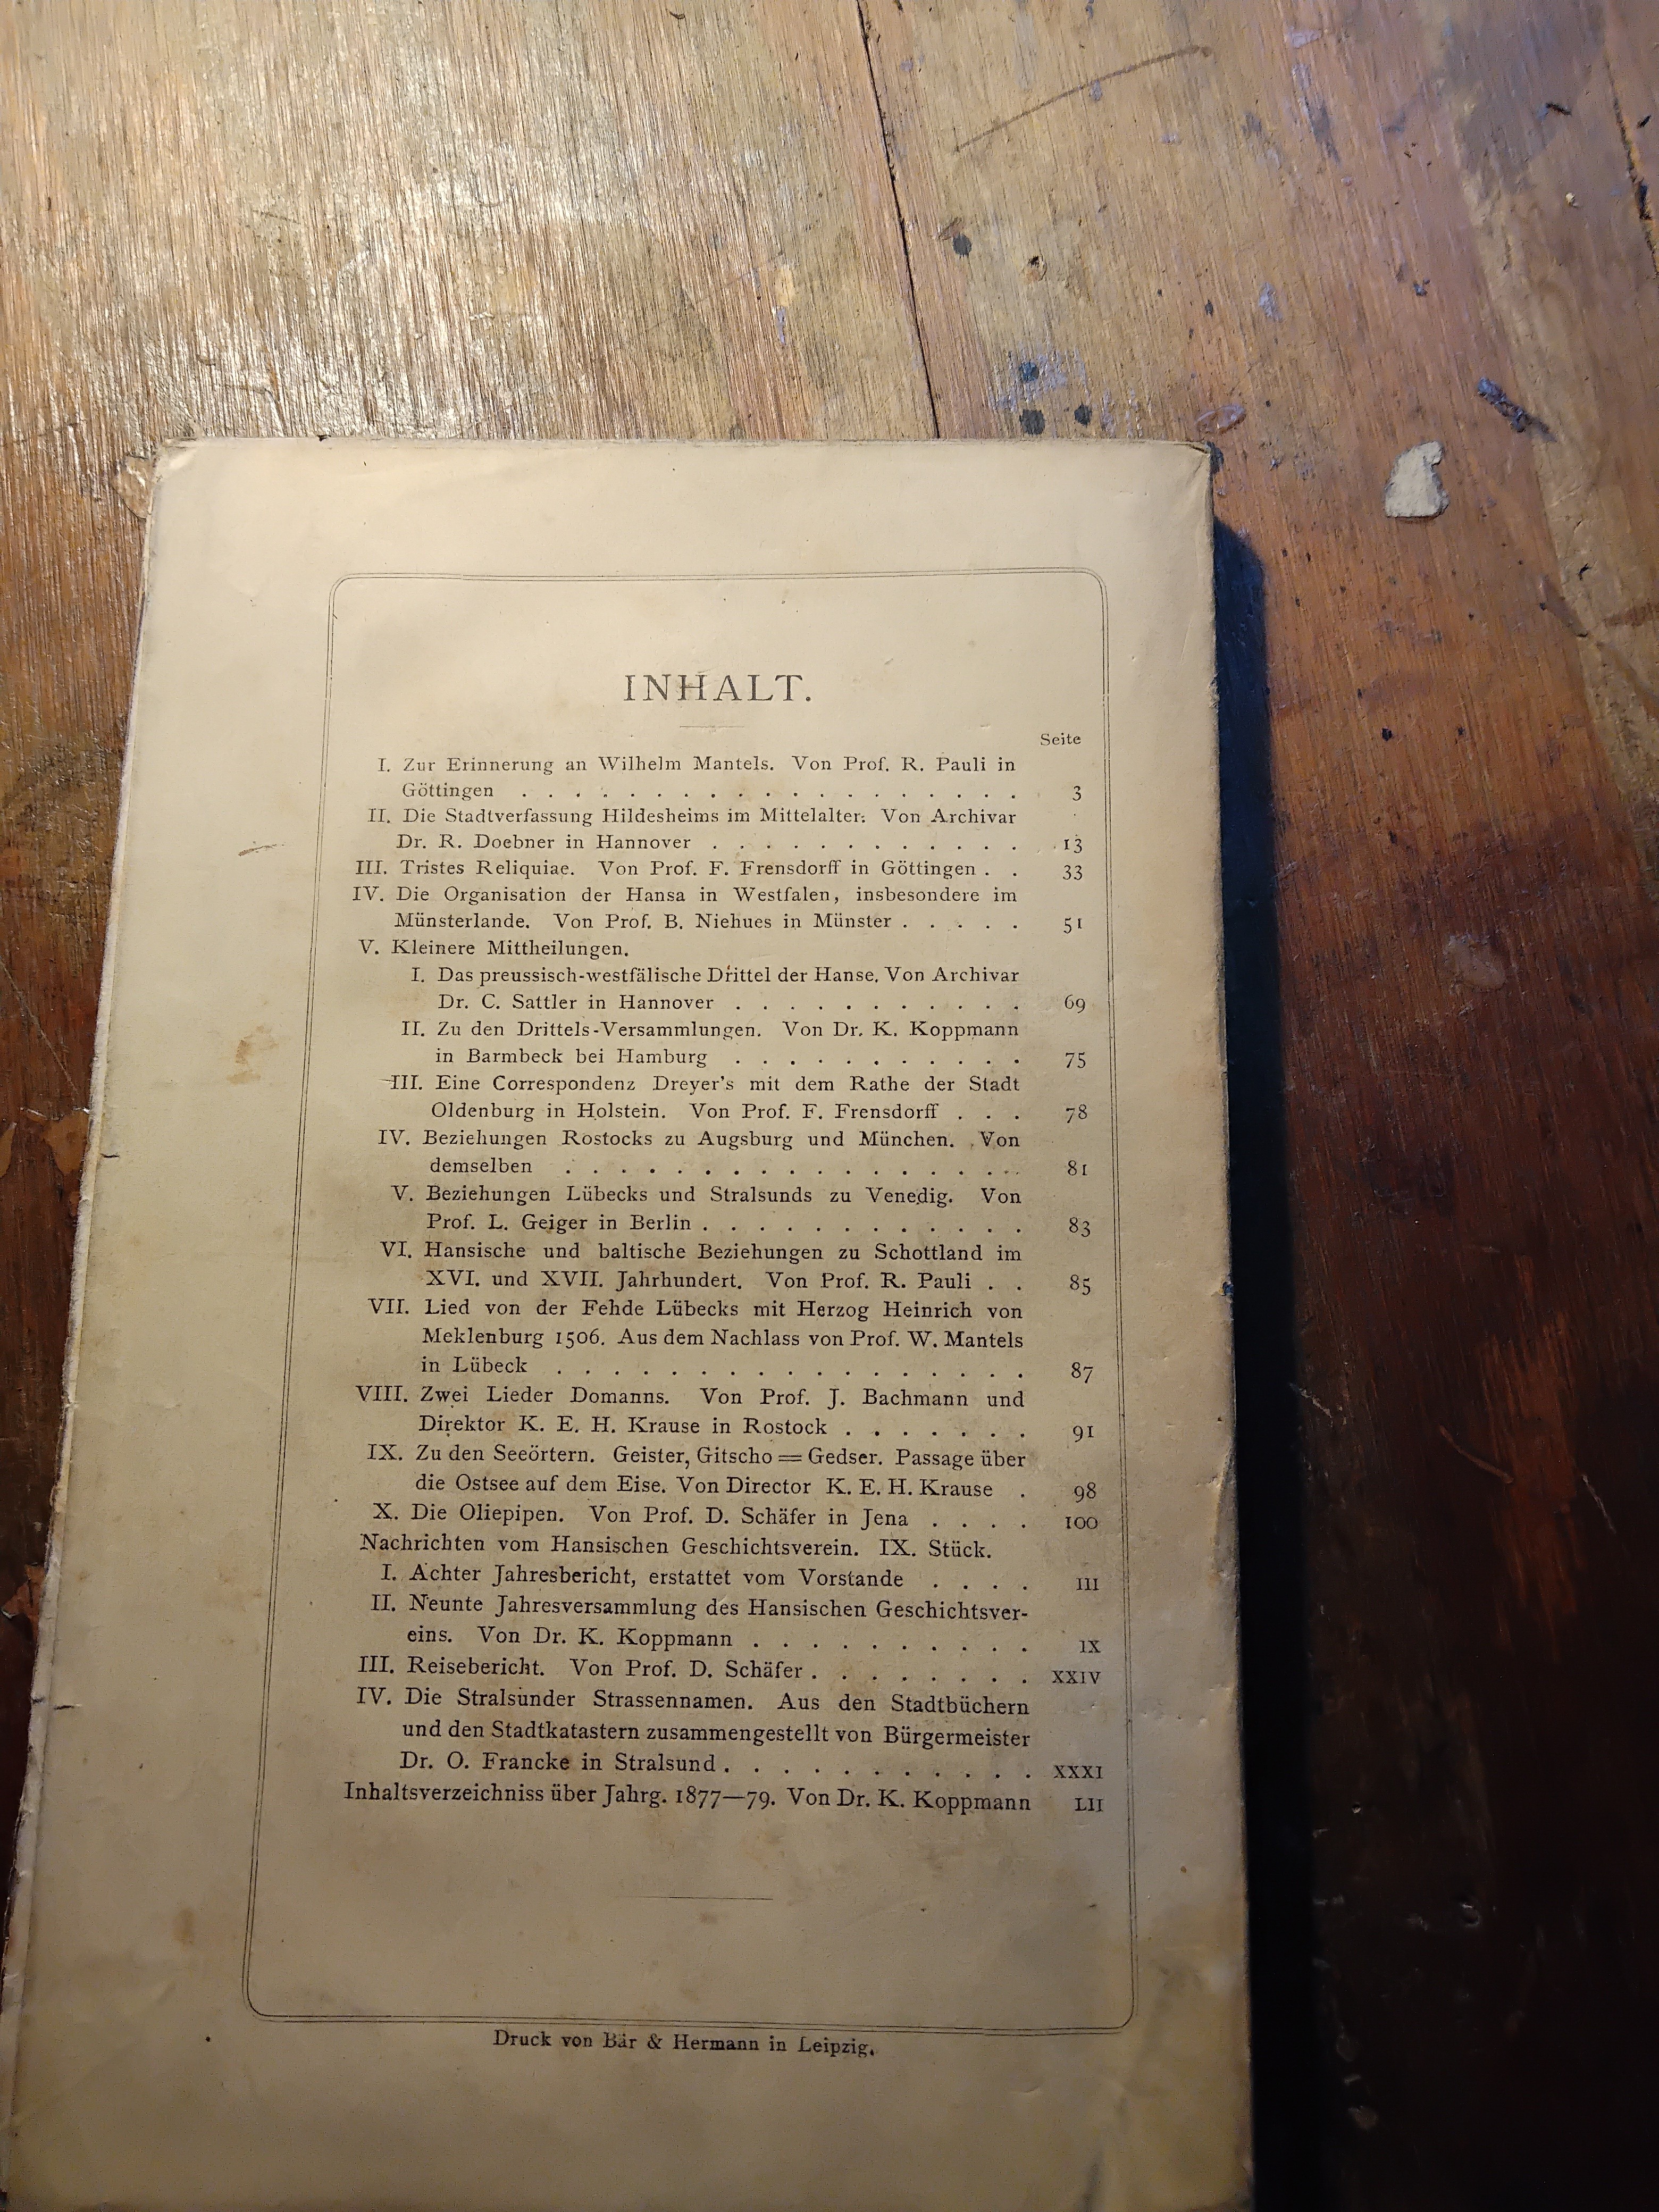 INHALT.
Seite
I. Zur Erinnerung an Wilhelm Mantels. Von Prof. R. Pauli in
Göttingen . . . . . . . . . . . . . . . . . . . 3
II. Die Stadtverfassung Hildesheims im Mittelalter. Von Archivar
Dr. R. Doebner in Hannover . . . . . . . . . . . . 13
III. Tristes Reliquiae. Von Prof. F. Frensdorff in Göttingen . . 33
IV. Die Organisation der Hansa in Westfalen, insbesondere im
Münsterlande. Von Prof. B. Niehues in Münster . . . . . 51
V. Kleinere Mittheilungen.
I. Das preussisch-westfälische Drittel der Hanse. Von Archivar
Dr. C. Sattler in Hannover . . . . . . . . . . . 69
II. Zu den Drittels-Versammlungen. Von Dr. K. Koppmann
in Barmbeck bei Hamburg . . . . . . . . . . . 75
III. Eine Correspondenz Dreyer's mit dem Rathe der Stadt
Oldenburg in Holstein. Von Prof. F. Frensdorff . . . 78
IV. Beziehungen Rostocks zu Augsburg und München. Von
demselben . . . . . . . . . . . . . . . . . 81
V. Beziehungen Lübecks und Stralsunds zu Venedig. Von
Prof. L. Geiger in Berlin . . . . . . . . . . . . 83
VI. Hansische und baltische Beziehungen zu Schottland im
XVI. und XVII. Jahrhundert. Von Prof. R. Pauli . . 85
VII. Lied von der Fehde Lübecks mit Herzog Heinrich von
Meklenburg 1506. Aus dem Nachlass von Prof. W. Mantels
in Lübeck . . . . . . . . . . . . . . . . . 87
VIII. Zwei Lieder Domanns. Von Prof. J. Bachmann und
Direktor K. E. H. Krause in Rostock . . . . . . . 91
IX. Zu den Seeörtern. Geister, Gitscho = Gedser. Passage über
die Ostsee auf dem Eise. Von Director K. E. H. Krause . 98
X. Die Oliepipen. Von Prof. D. Schäfer in Jena . . . . 100
Nachrichten vom Hansischen Geschichtsverein. IX. Stück.
I. Achter Jahresbericht, erstattet vom Vorstande . . . . III
II. Neunte Jahresversammlung des Hansischen Geschichtsver-
eins. Von Dr. K. Koppmann . . . . . . . . . . IX
III. Reisebericht. Von Prof. D. Schäfer . . . . . . . . XXIV
IV. Die Stralsunder Strassennamen. Aus den Stadtbüchern
und den Stadtkatastern zusammengestellt von Bürgermeister
Dr. O. Francke in Stralsund . . . . . . . . . . . XXXI
Inhaltsverzeichniss über Jahrg. 1877—79. Von Dr. K. Koppmann LII
Druck von Bär & Hermann in Leipzig.